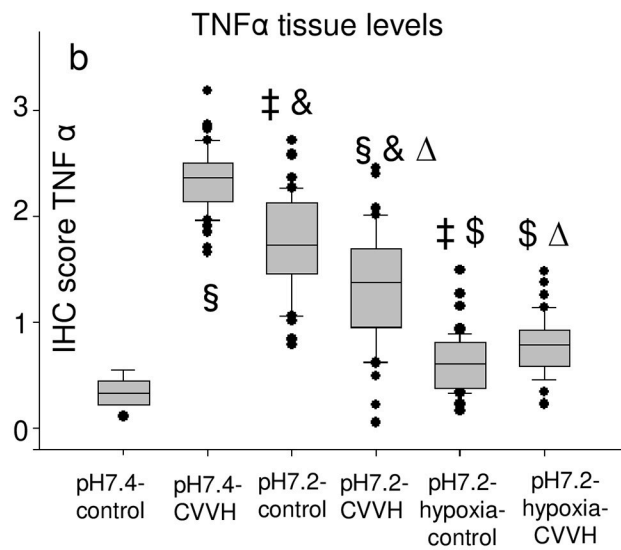 TNFα tissue levels
b
IHC score TNF α
3
2
1
0
‡ &
§ & Δ
‡ $
$ Δ
§
pH7.4-
control
pH7.4-
CVVH
pH7.2-
control
pH7.2-
CVVH
pH7.2-
hypoxia-
control
pH7.2-
hypoxia-
CVVH